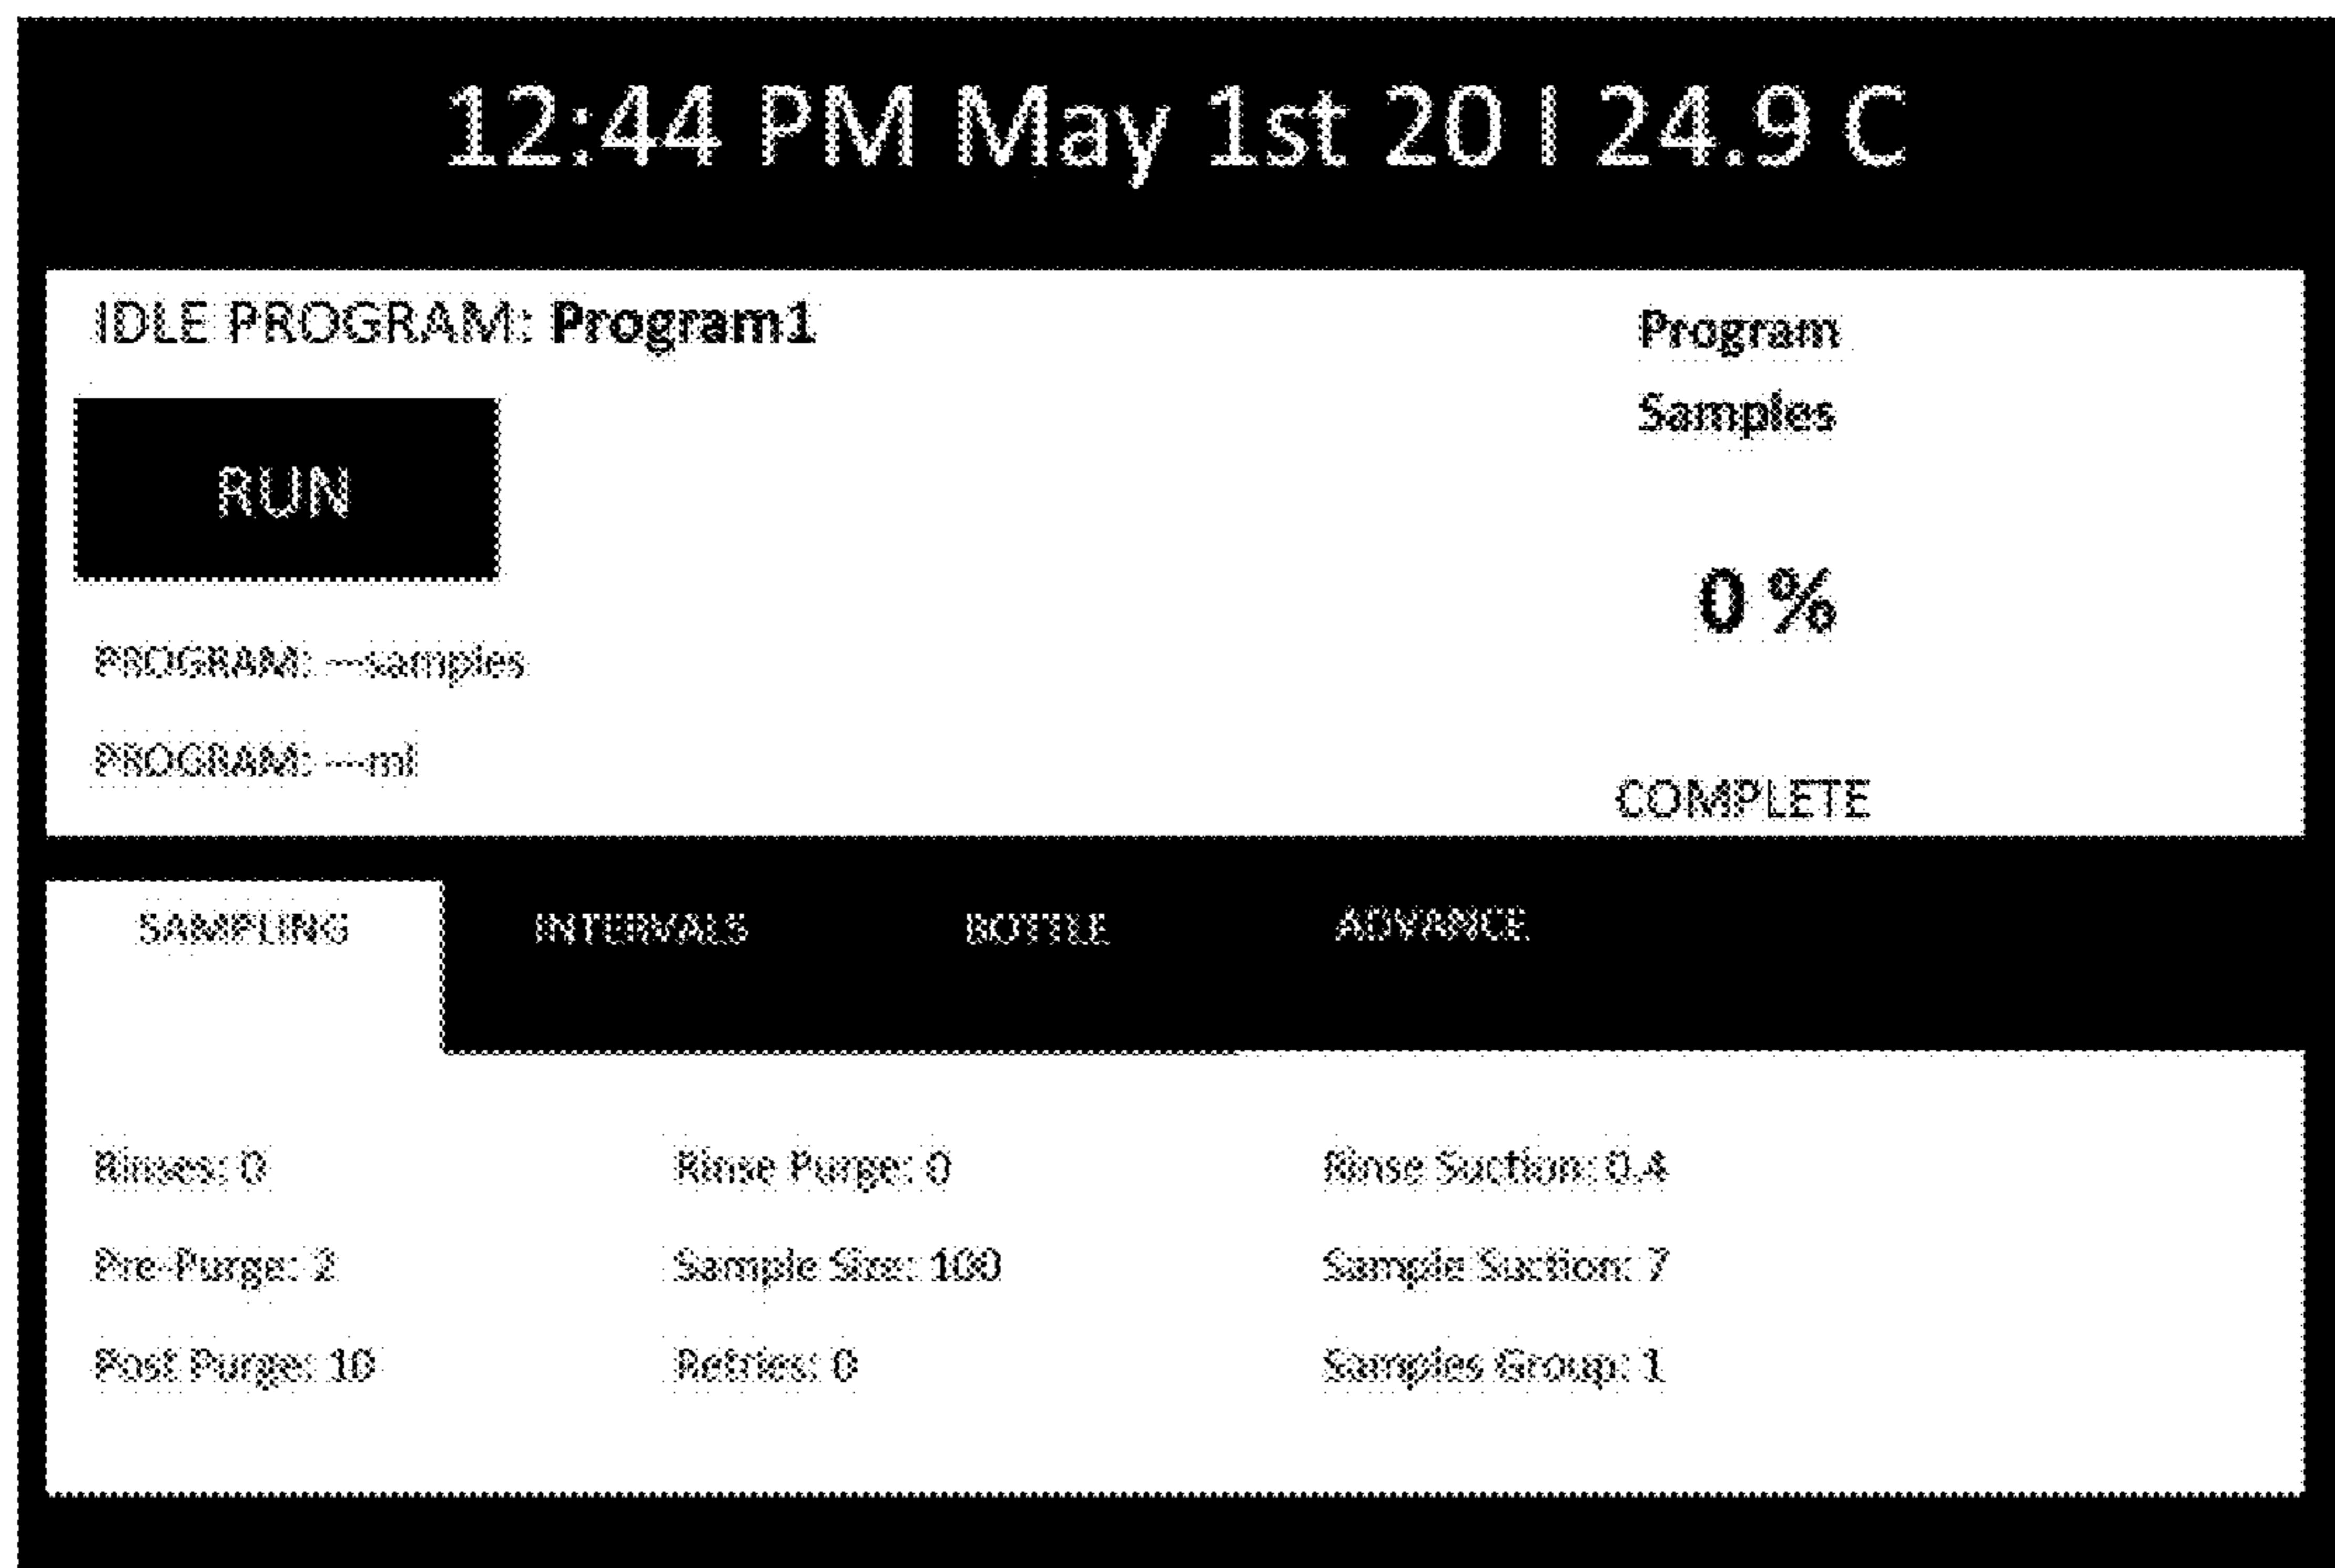 12:44 PM May 1st 20 | 24.9 C
IDLE PROGRAM: Program1
Program
Samples
RUN
0 %
PROGRAM: ---samples
PROGRAM: ---ml
COMPLETE
SAMPLING INTERVALS BOTTLE ADVANCE
Rinses: 0 Rinse Purge: 0 Rinse Suction: 0.4
Pre-Purge: 2 Sample Size: 100 Sample Suction: 7
Post Purge: 10 Retries: 0 Samples Group: 1